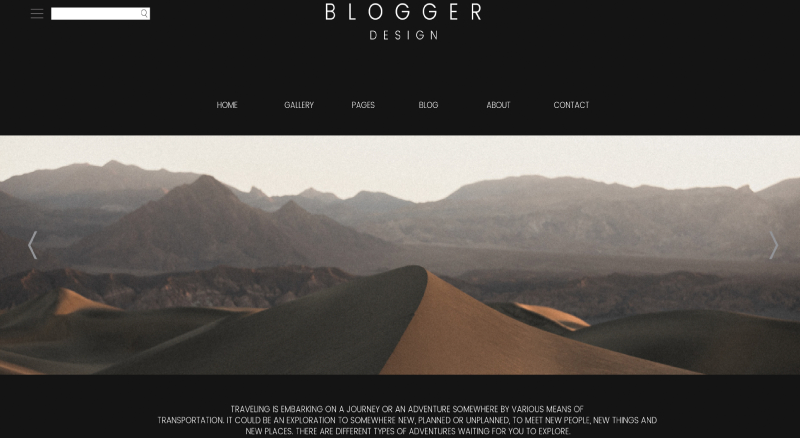 BLOGGER
DESIGN
HOME GALLERY PAGES BLOG ABOUT CONTACT
TRAVELING IS EMBARKING ON A JOURNEY OR AN ADVENTURE SOMEWHERE BY VARIOUS MEANS OF
TRANSPORTATION. IT COULD BE AN EXPLORATION TO SOMEWHERE NEW, PLANNED OR UNPLANNED, TO MEET NEW PEOPLE, NEW THINGS AND
NEW PLACES. THERE ARE DIFFERENT TYPES OF ADVENTURES WAITING FOR YOU TO EXPLORE.